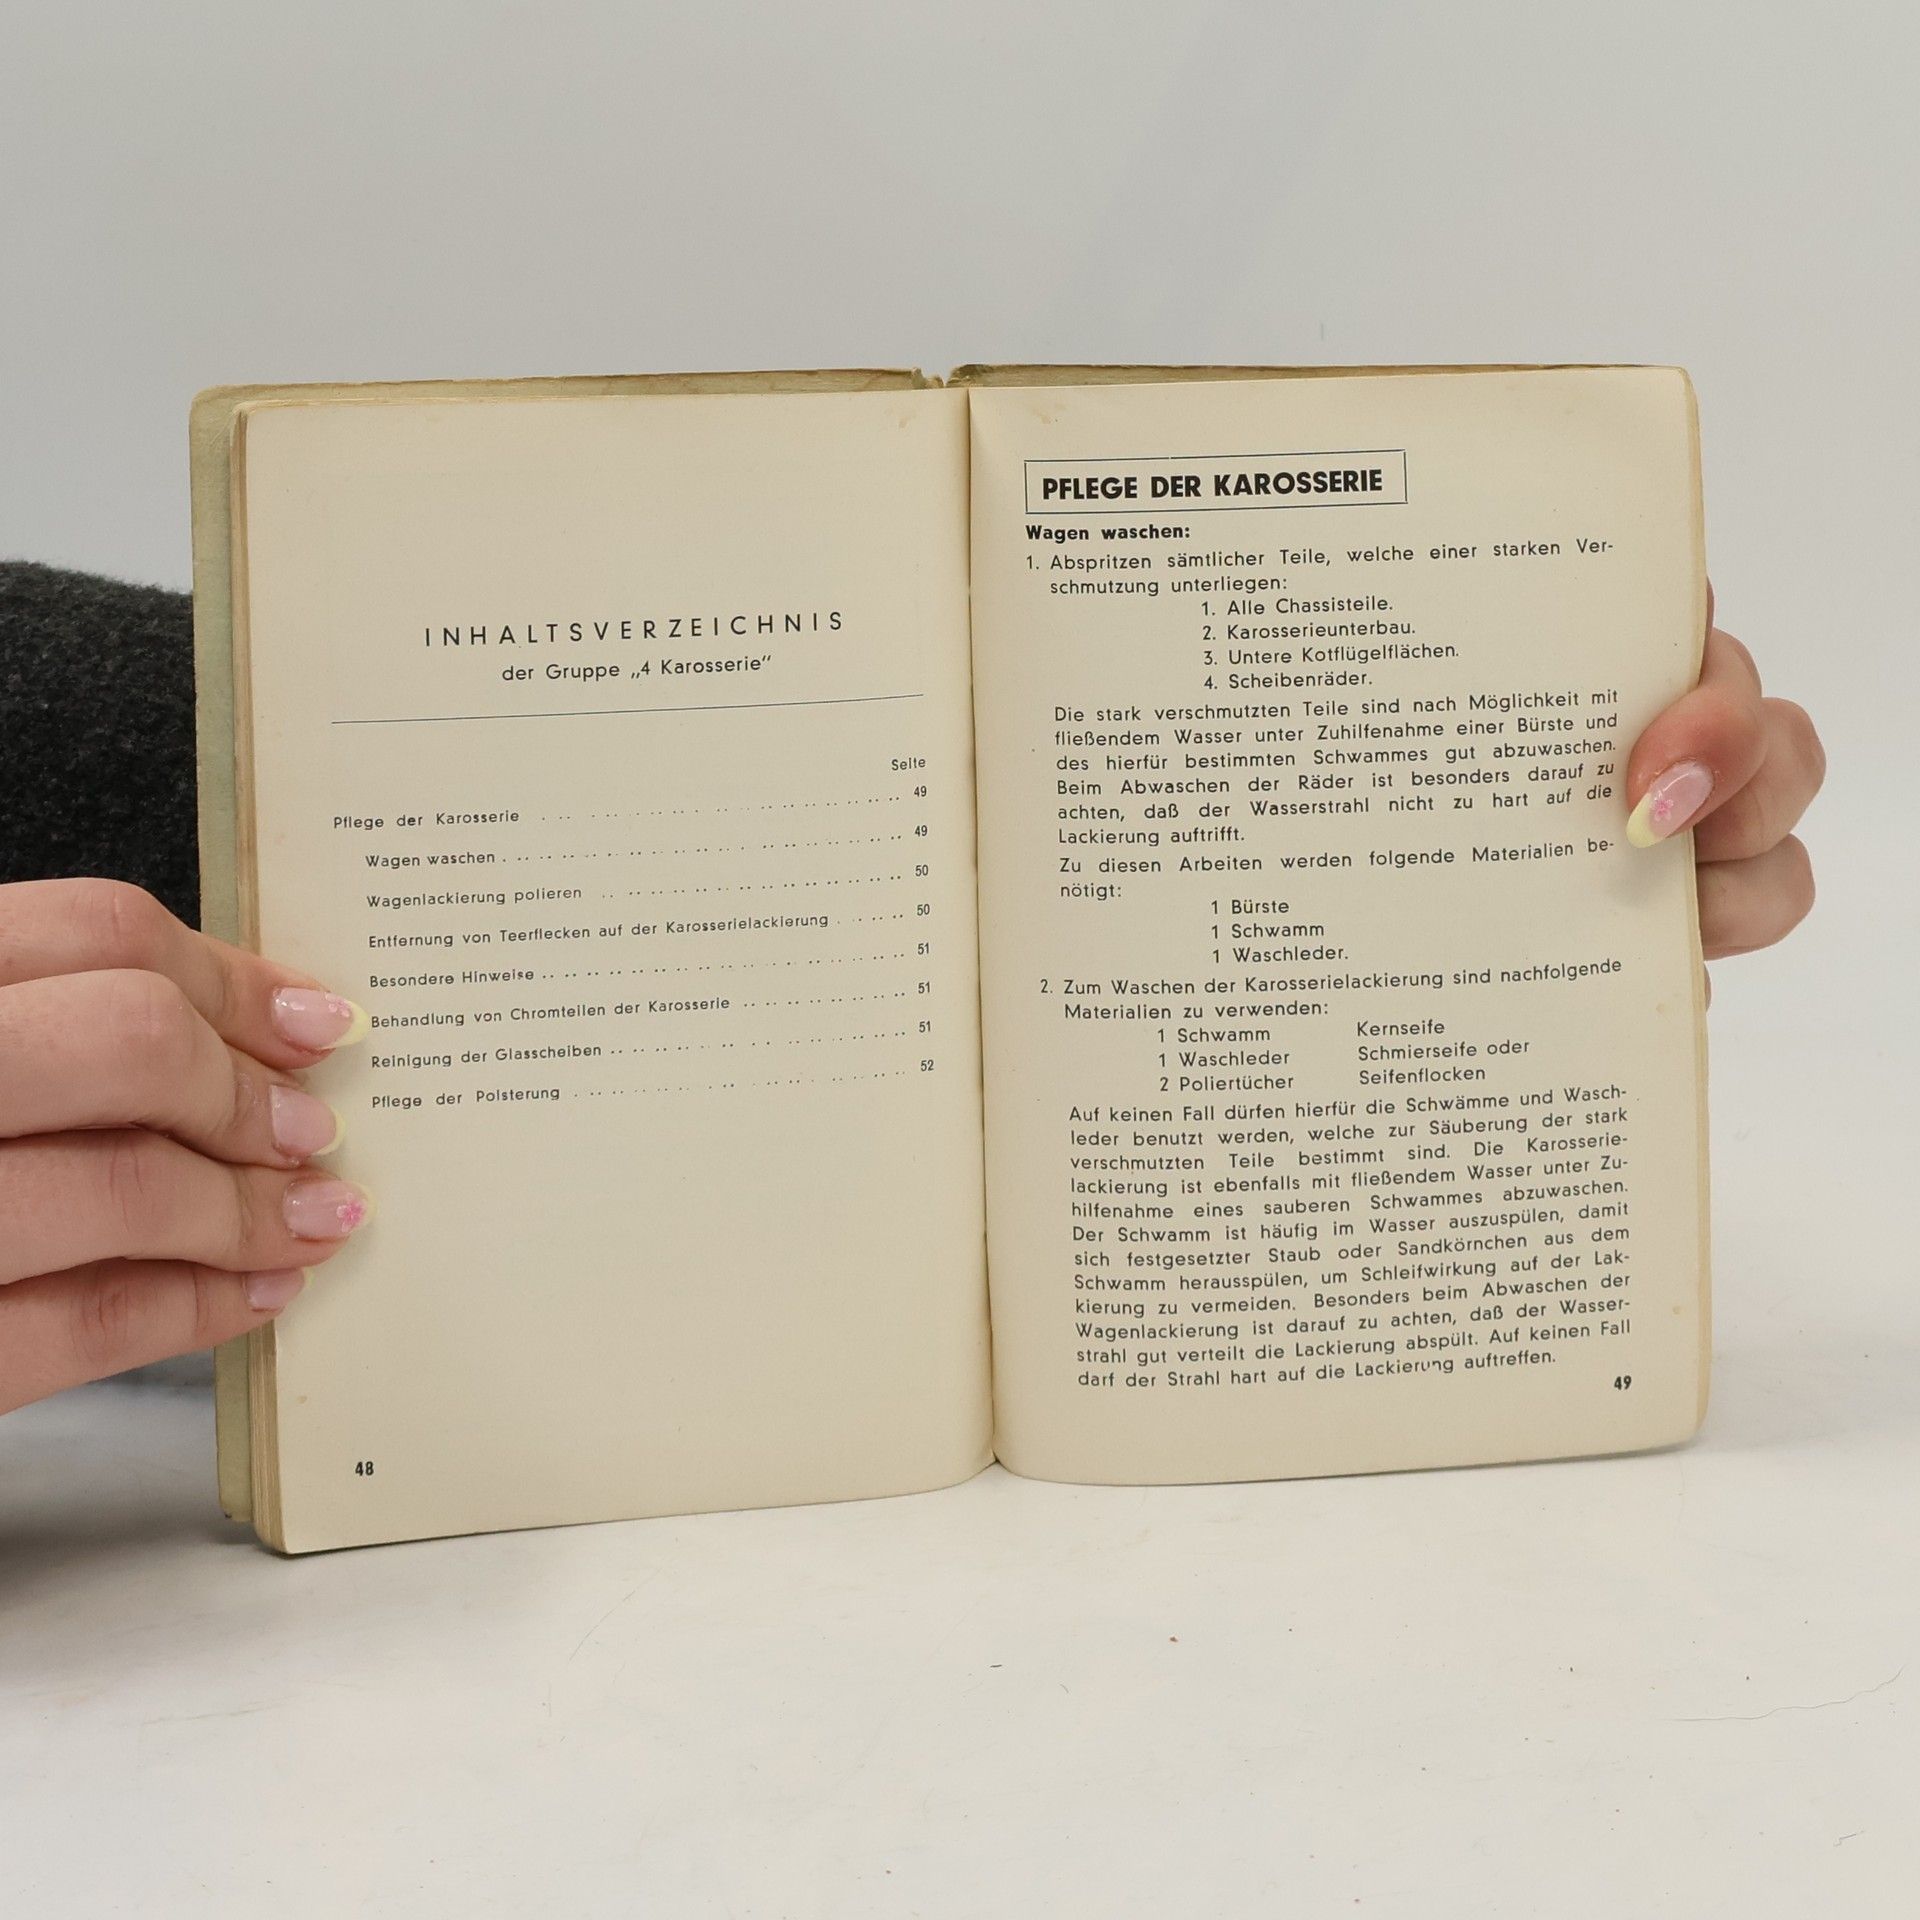 INHALTSVERZEICHNIS
der Gruppe „4 Karosserie“
Seite
Pflege der Karosserie . .. . .. .. .. .. .. .. .. .. .. 49
Wagen waschen . .. .. .. .. .. .. .. .. .. .. .. .. 49
Wagenlackierung polieren .. .. .. .. .. .. .. .. .. .. 50
Entfernung von Teerflecken auf der Karosserielackierung . .. .. .. 50
Besondere Hinweise .. .. .. .. .. .. .. .. .. .. .. .. 51
Behandlung von Chromteilen der Karosserie .. .. .. .. .. .. 51
Reinigung der Glasscheiben .. .. .. .. .. .. .. .. .. .. 51
Pflege der Polsterung . .. .. .. .. .. .. .. .. .. .. .. 52
48
PFLEGE DER KAROSSERIE
Wagen waschen:
1. Abspritzen sämtlicher Teile, welche einer starken Ver-
schmutzung unterliegen:
1. Alle Chassisteile.
2. Karosserieunterbau.
3. Untere Kotflügelflächen.
4. Scheibenräder.
Die stark verschmutzten Teile sind nach Möglichkeit mit
fließendem Wasser unter Zuhilfenahme einer Bürste und
des hierfür bestimmten Schwammes gut abzuwaschen.
Beim Abwaschen der Räder ist besonders darauf zu
achten, daß der Wasserstrahl nicht zu hart auf die
Lackierung auftrifft.
Zu diesen Arbeiten werden folgende Materialien be-
nötigt:
1 Bürste
1 Schwamm
1 Waschleder.
2. Zum Waschen der Karosserielackierung sind nachfolgende
Materialien zu verwenden:
1 Schwamm Kernseife
1 Waschleder Schmierseife oder
2 Poliertücher Seifenflocken
Auf keinen Fall dürfen hierfür die Schwämme und Wasch-
leder benutzt werden, welche zur Säuberung der stark
verschmutzten Teile bestimmt sind. Die Karosserie-
lackierung ist ebenfalls mit fließendem Wasser unter Zu-
hilfenahme eines sauberen Schwammes abzuwaschen.
Der Schwamm ist häufig im Wasser auszuspülen, damit
sich festgesetzter Staub oder Sandkörnchen aus dem
Schwamm herausspülen, um Schleifwirkung auf der Lak-
kierung zu vermeiden. Besonders beim Abwaschen der
Wagenlackierung ist darauf zu achten, daß der Wasser-
strahl gut verteilt die Lackierung abspült. Auf keinen Fall
darf der Strahl hart auf die Lackierung auftreffen.
49